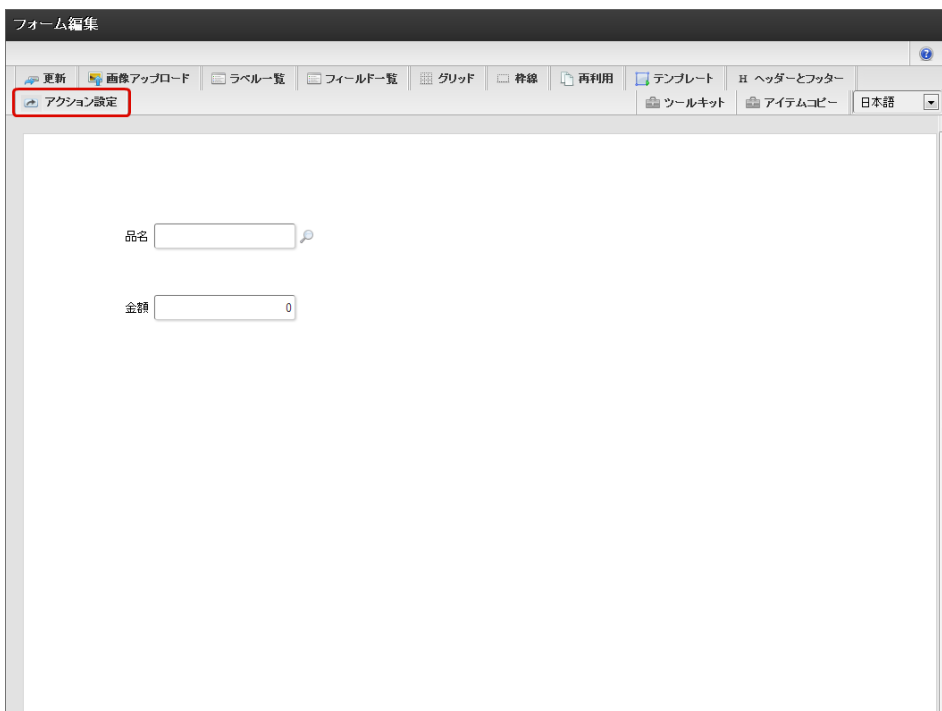 フォーム編集
更新 画像アップロード ラベル一覧 フィールド一覧 グリッド 枠線 再利用 テンプレート H ヘッダーとフッター
アクション設定 ツールキット アイテムコピー 日本語
品名
金額 0